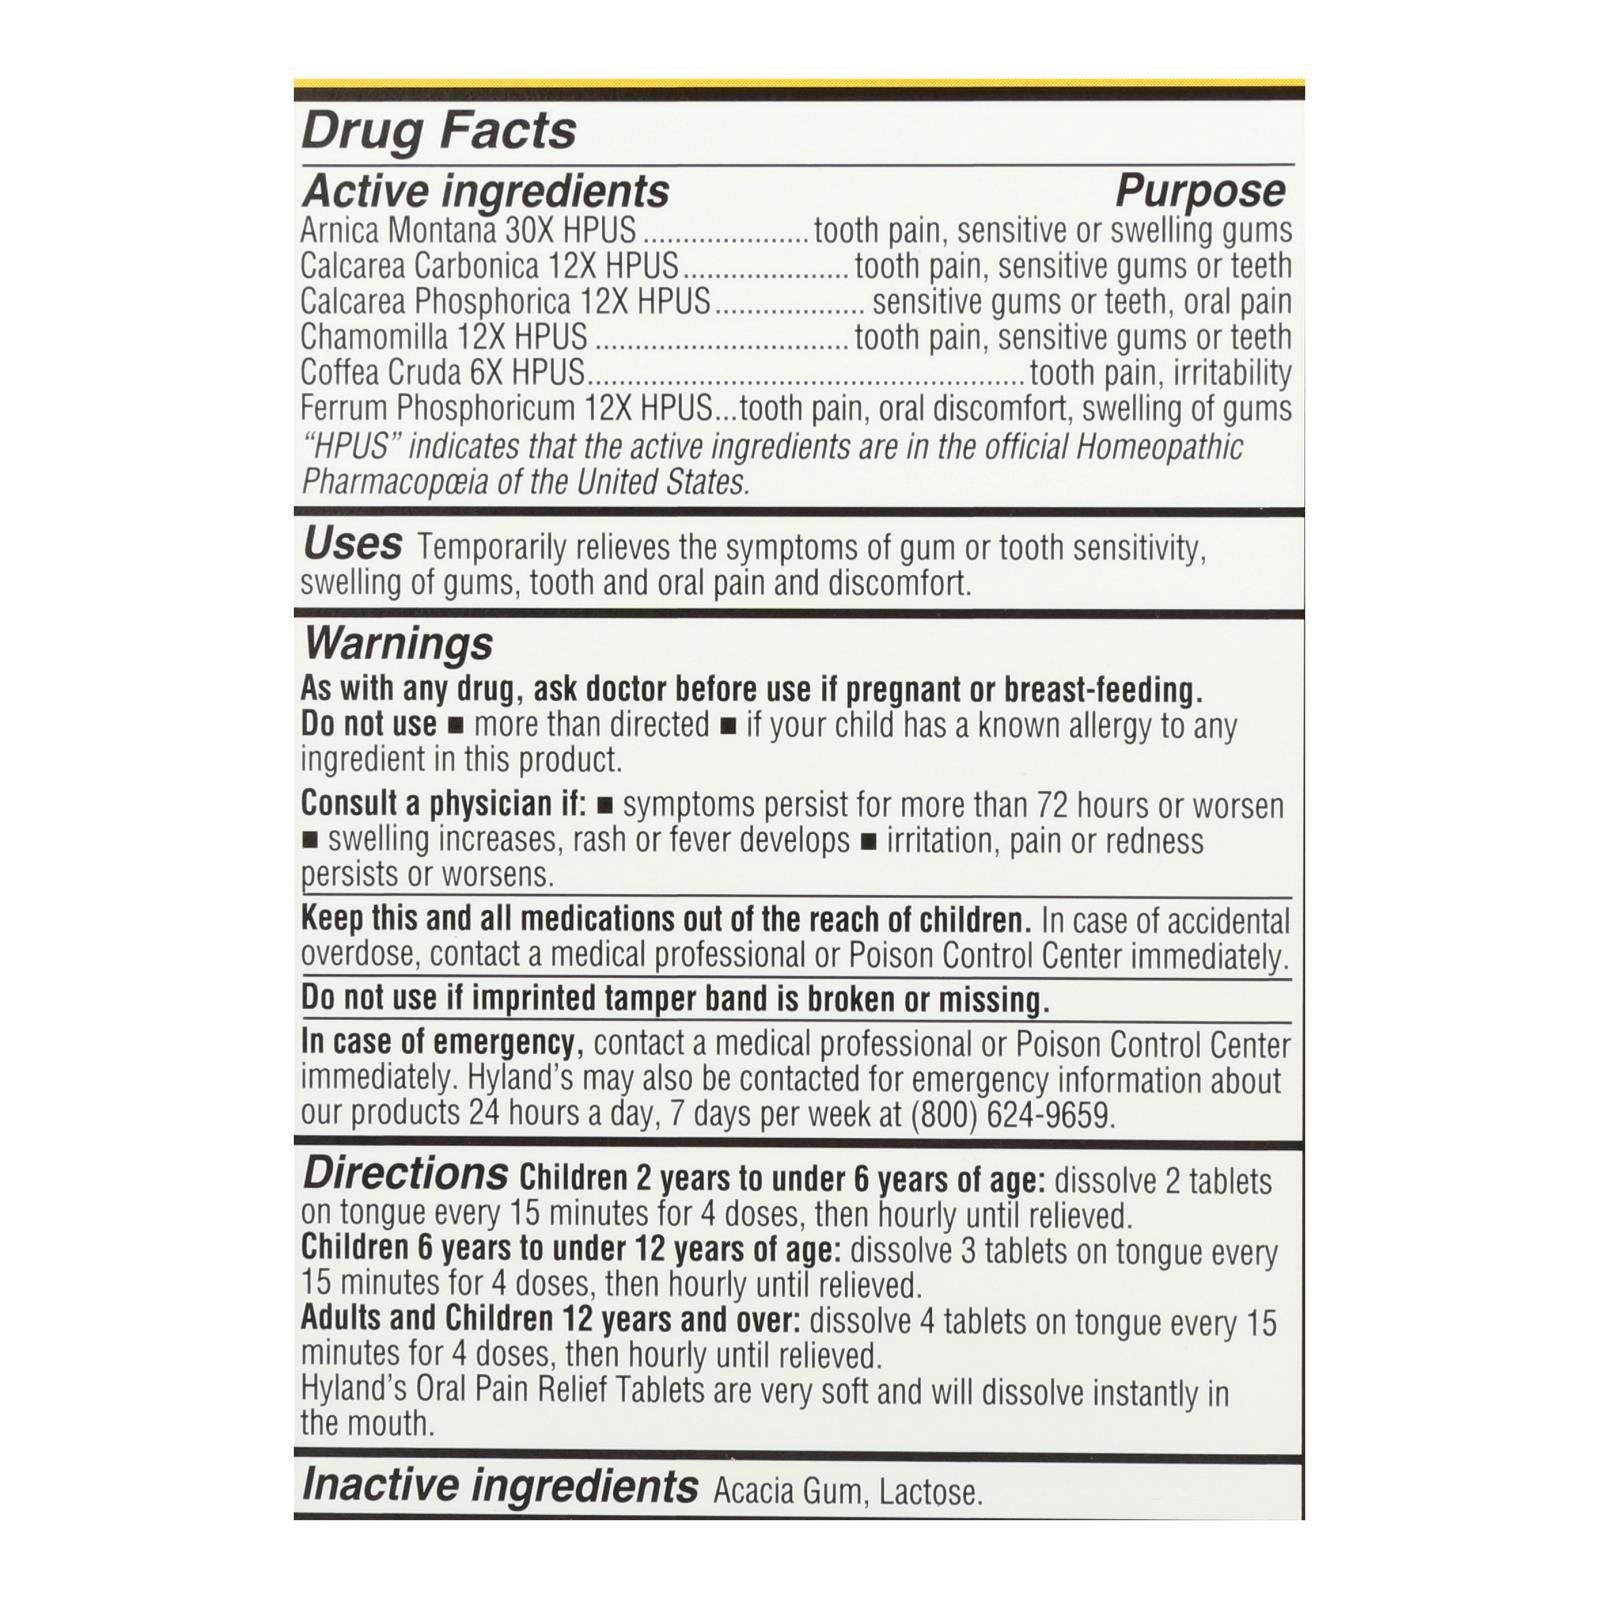 Drug Facts
Active ingredients Purpose
Arnica Montana 30X HPUS ..................... tooth pain, sensitive or swelling gums
Calcarea Carbonica 12X HPUS..................... tooth pain, sensitive gums or teeth
Calcarea Phosphorica 12X HPUS................... sensitive gums or teeth, oral pain
Chamomilla 12X HPUS ................................ tooth pain, sensitive gums or teeth
Coffea Cruda 6X HPUS....................................................... tooth pain, irritability
Ferrum Phosphoricum 12X HPUS...tooth pain, oral discomfort, swelling of gums
“HPUS” indicates that the active ingredients are in the official Homeopathic
Pharmacopœia of the United States.
Uses Temporarily relieves the symptoms of gum or tooth sensitivity,
swelling of gums, tooth and oral pain and discomfort.
Warnings
As with any drug, ask doctor before use if pregnant or breast-feeding.
Do not use ■ more than directed ■ if your child has a known allergy to any
ingredient in this product.
Consult a physician if: ■ symptoms persist for more than 72 hours or worsen
■ swelling increases, rash or fever develops ■ irritation, pain or redness
persists or worsens.
Keep this and all medications out of the reach of children. In case of accidental
overdose, contact a medical professional or Poison Control Center immediately.
Do not use if imprinted tamper band is broken or missing.
In case of emergency, contact a medical professional or Poison Control Center
immediately. Hyland’s may also be contacted for emergency information about
our products 24 hours a day, 7 days per week at (800) 624-9659.
Directions Children 2 years to under 6 years of age: dissolve 2 tablets
on tongue every 15 minutes for 4 doses, then hourly until relieved.
Children 6 years to under 12 years of age: dissolve 3 tablets on tongue every
15 minutes for 4 doses, then hourly until relieved.
Adults and Children 12 years and over: dissolve 4 tablets on tongue every 15
minutes for 4 doses, then hourly until relieved.
Hyland’s Oral Pain Relief Tablets are very soft and will dissolve instantly in
the mouth.
Inactive ingredients Acacia Gum, Lactose.